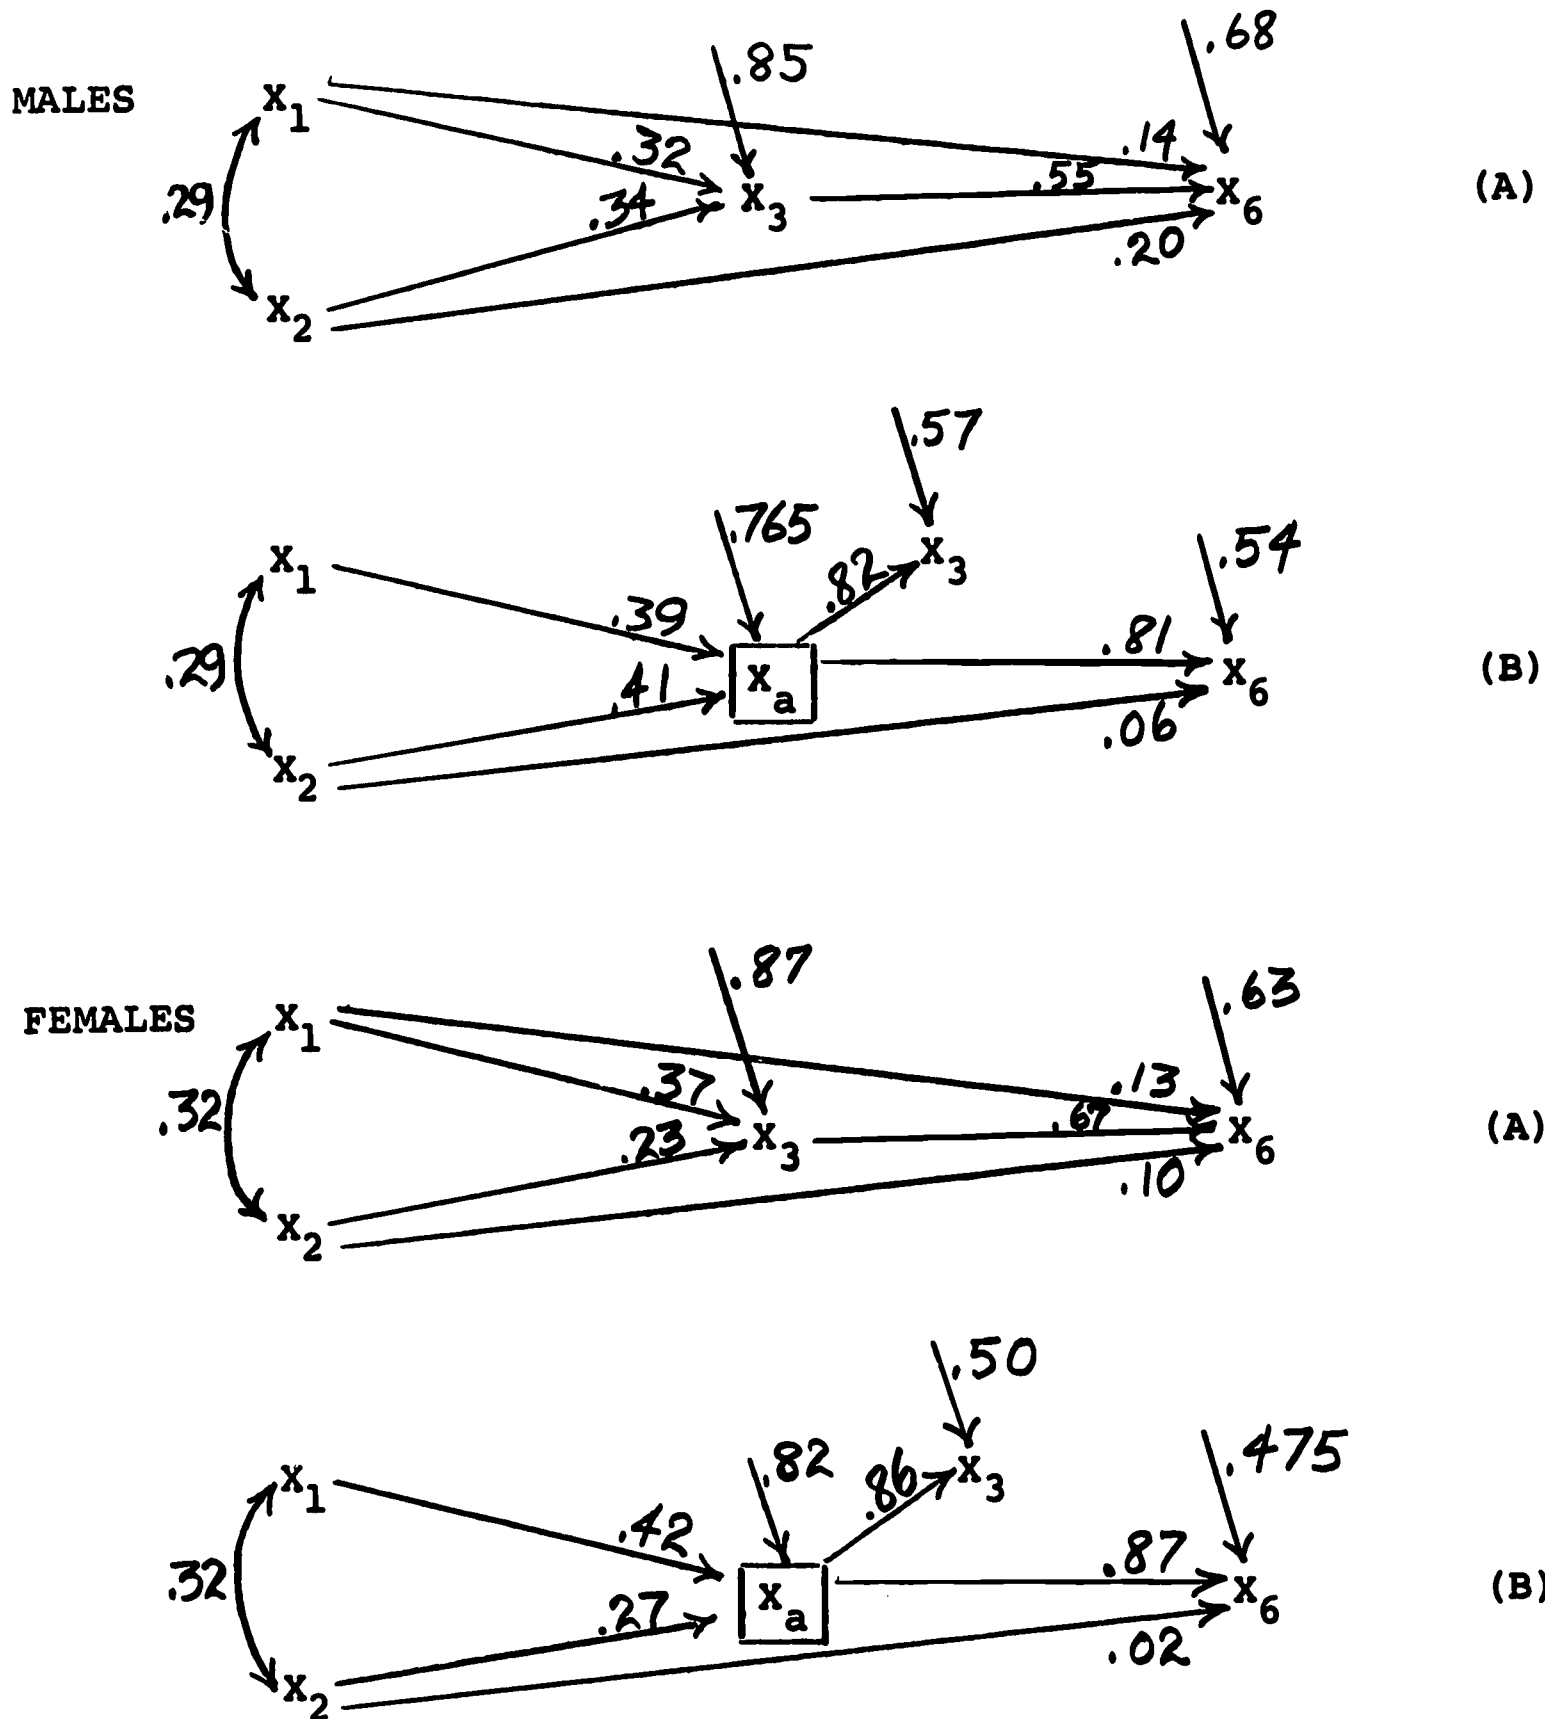 .68
.85
MALES X1
.32 .14
.55
.29 .34 X3 X6 (A)
.20
X2
.57
.765
X1 X3 .54
.82
.39 .81
.29 .41 Xa X6 (B)
.06
X2
.87
.63
FEMALES X1
.37 .13
.67
.32 .23 X3 X6 (A)
.10
X2
.50
.82 .475
X1 .86 X3
.42 .87
.32 .27 Xa X6 (B)
.02
X2